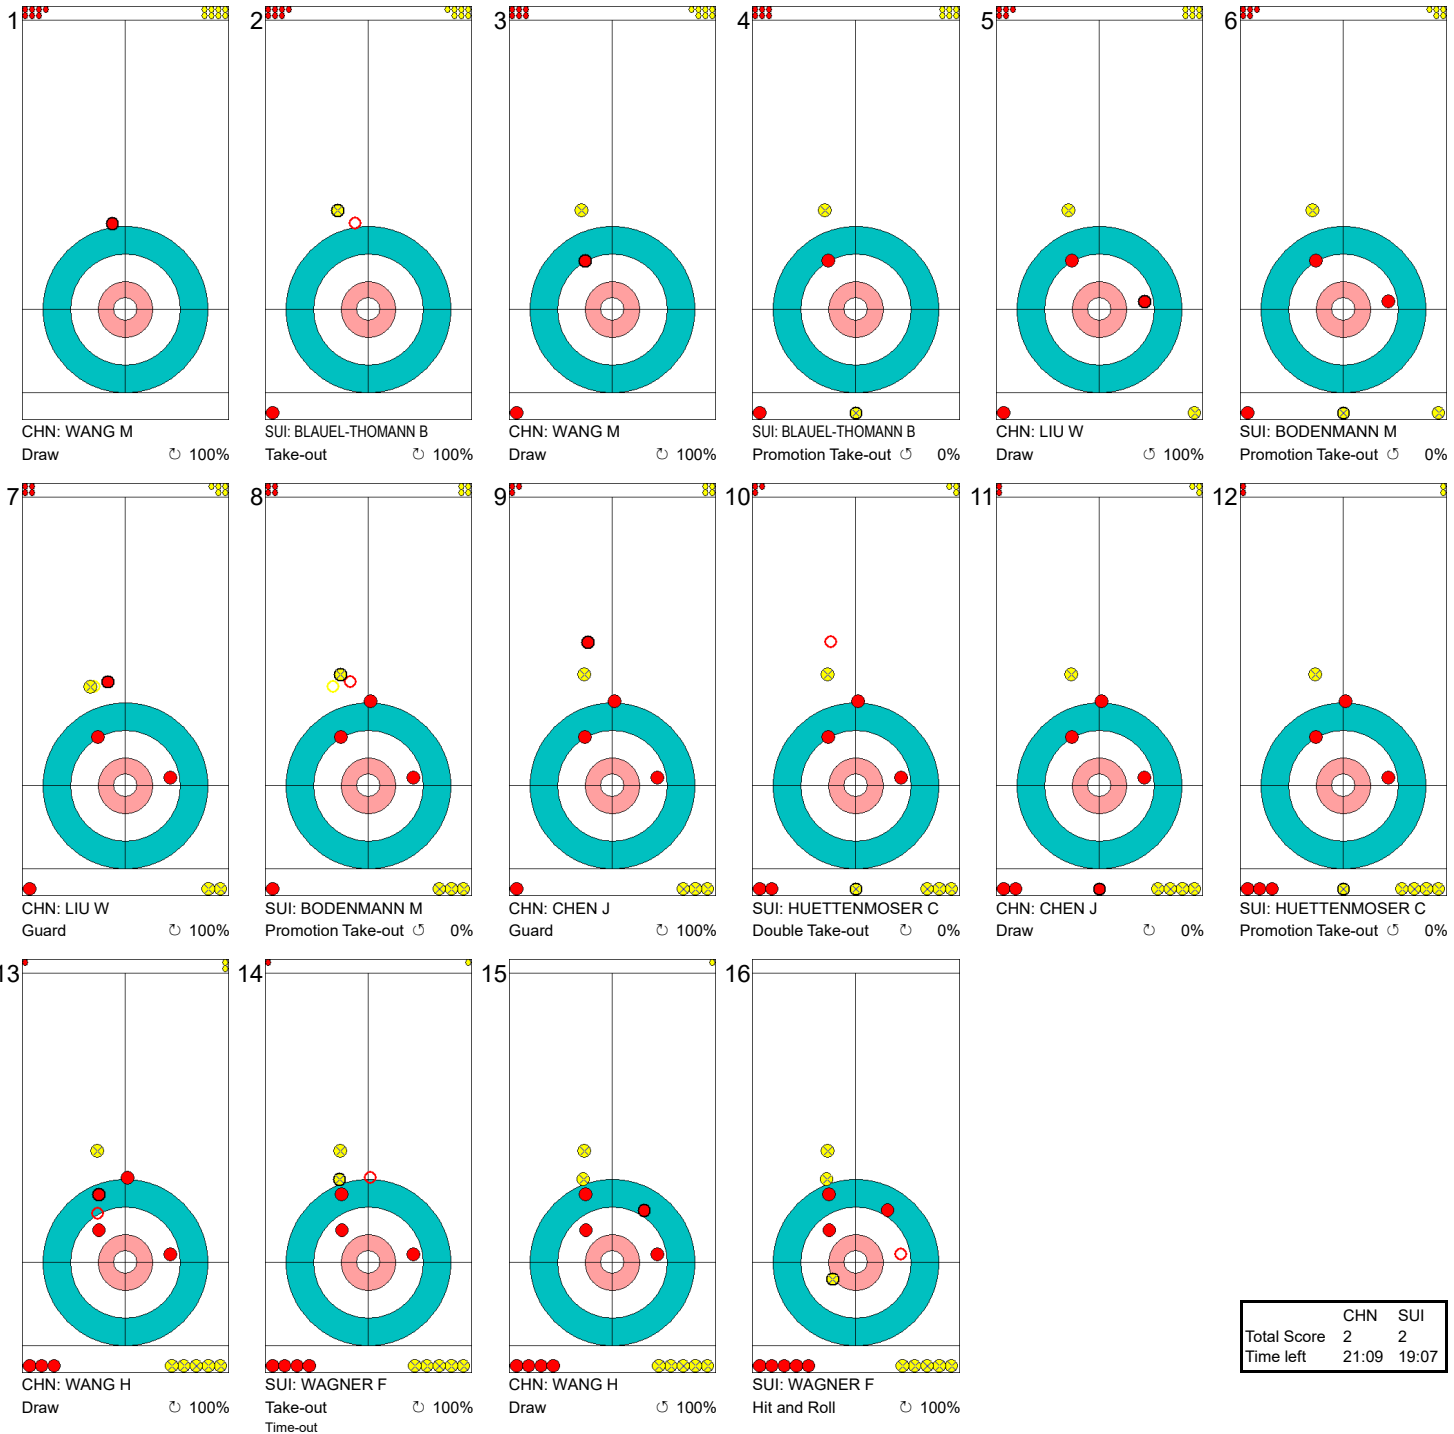 1 2 3 4 5 6
CHN: WANG M SUI: BLAUEL-THOMANN B CHN: WANG M SUI: BLAUEL-THOMANN B CHN: LIU W SUI: BODENMANN M
Draw ↻ 100% Take-out ↻ 100% Draw ↻ 100% Promotion Take-out ↺ 0% Draw ↻ 100% Promotion Take-out ↺ 0%
7 8 9 10 11 12
CHN: LIU W SUI: BODENMANN M CHN: CHEN J SUI: HUETTENMOSER C CHN: CHEN J SUI: HUETTENMOSER C
Guard ↻ 100% Promotion Take-out ↺ 0% Guard ↻ 100% Double Take-out ↻ 0% Draw ↻ 0% Promotion Take-out ↺ 0%
13 14 15 16
CHN: WANG H SUI: WAGNER F CHN: WANG H SUI: WAGNER F
Draw ↻ 100% Take-out ↻ 100% Draw ↻ 100% Hit and Roll ↻ 100%
Time-out
CHN SUI
Total Score 2 2
Time left 21:09 19:07